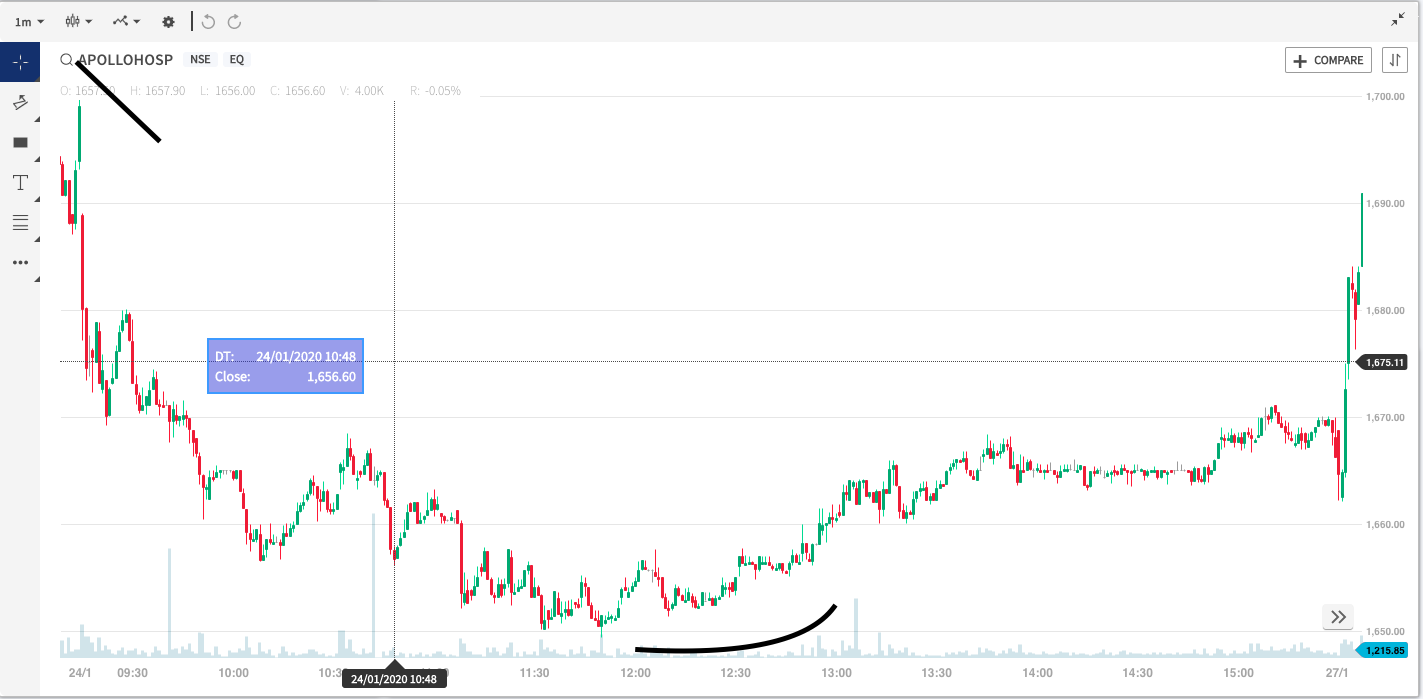 1m
APOLLOHOSP NSE EQ
COMPARE
H: 1657.90 L: 1656.00 C: 1656.60 V: 4.00K R: -0.05%
1,700.00
1,690.00
1,680.00
DT: 24/01/2020 10:48
Close: 1,656.60
1,675.11
1,670.00
1,660.00
1,650.00
1,215.85
24/1 09:30 10:00 11:30 12:00 12:30 13:00 13:30 14:00 14:30 15:00 27/1
24/01/2020 10:48
T